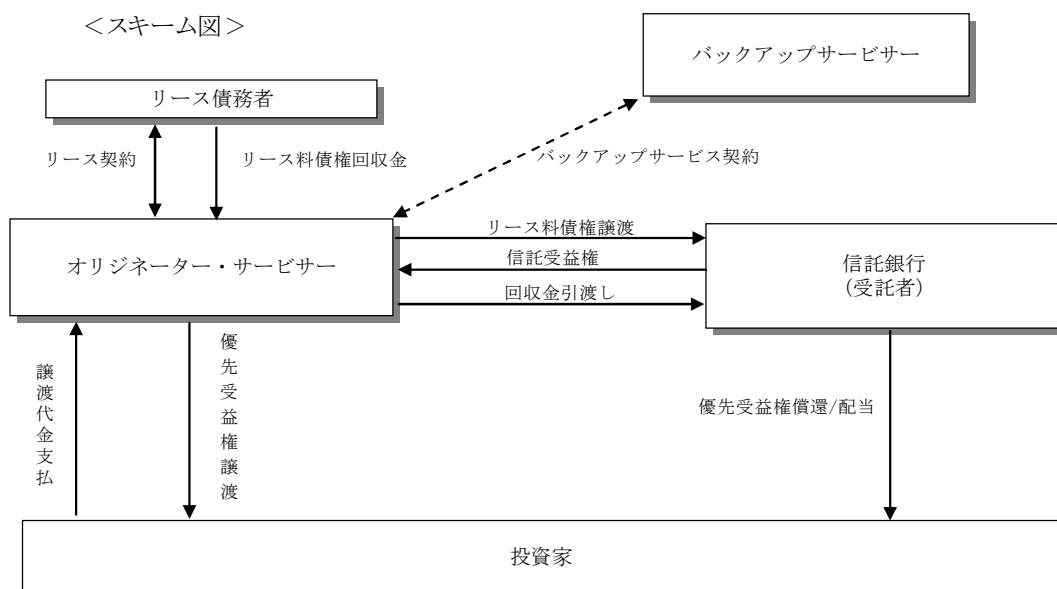 ＜スキーム図＞
バックアップサービサー
リース債務者
リース契約
リース料債権回収金
バックアップサービス契約
オリジネーター・サービサー
リース料債権譲渡
信託受益権
回収金引渡し
信託銀行
(受託者)
譲渡代金支払
優先受益権譲渡
優先受益権償還/配当
投資家